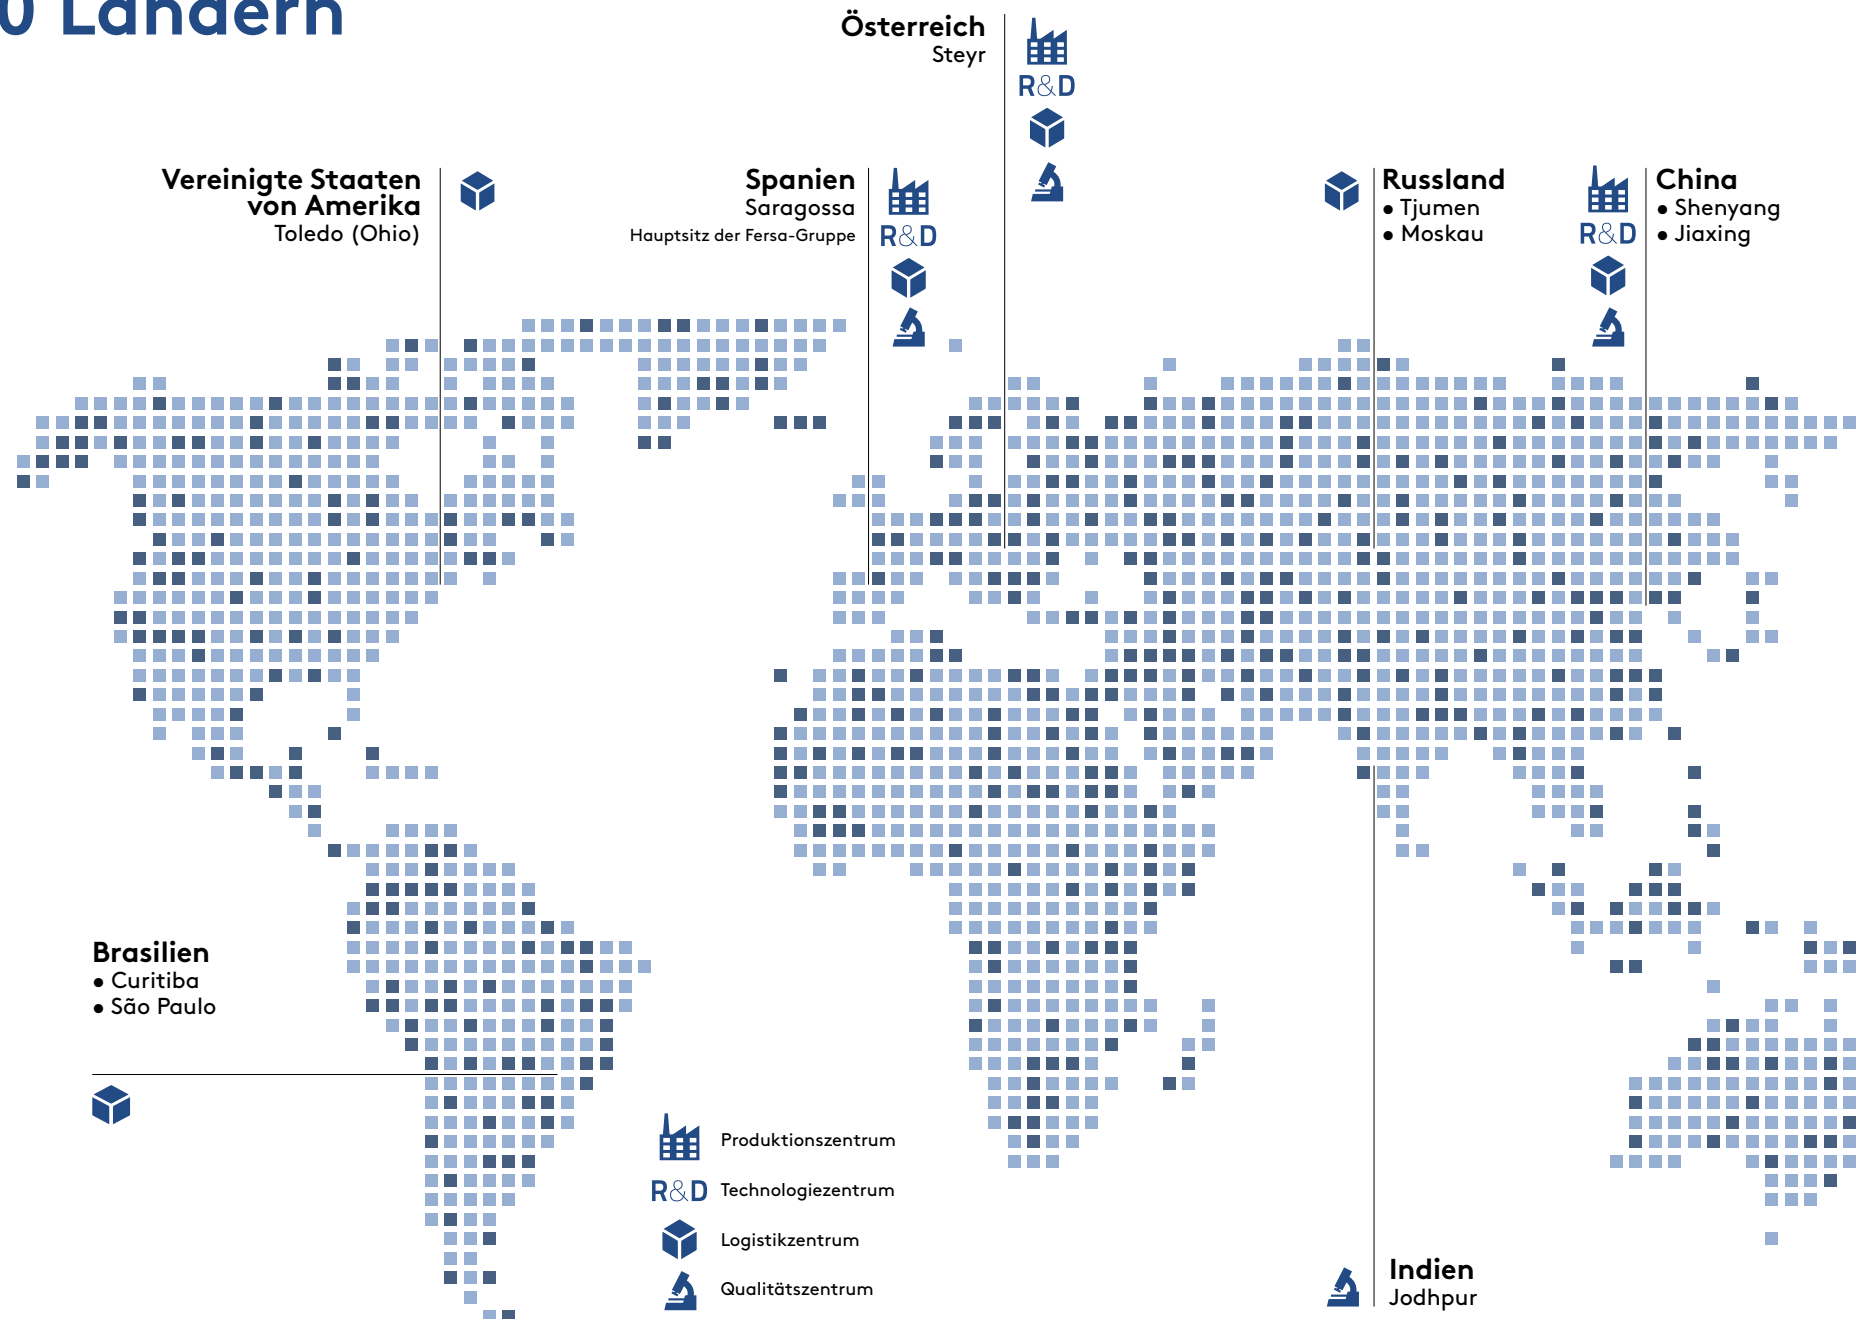 0 Ländern
Österreich
Steyr
R&D
Vereinigte Staaten
von Amerika
Toledo (Ohio)
Spanien
Saragossa
Hauptsitz der Fersa-Gruppe
R&D
Russland
• Tjumen
• Moskau
R&D
China
• Shenyang
• Jiaxing
Brasilien
• Curitiba
• São Paulo
Produktionszentrum
R&D Technologiezentrum
Logistikzentrum
Qualitätszentrum
Indien
Jodhpur